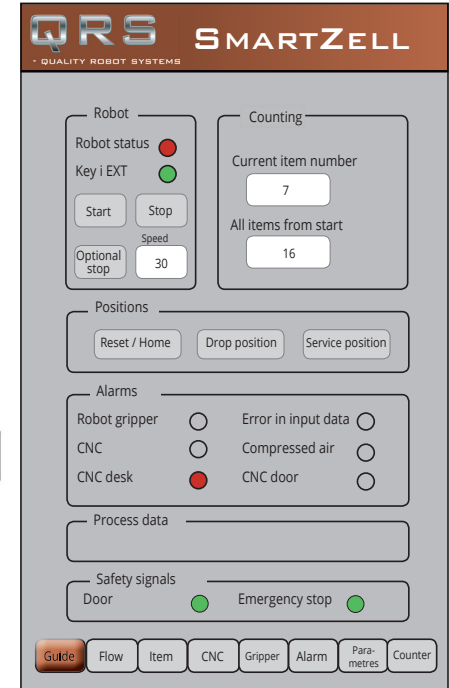 QRS
- QUALITY ROBOT SYSTEMS
SMARTZELL
Robot
Robot status
Key i EXT
Start
Stop
Speed
Optional
stop
30
Counting
Current item number
7
All items from start
16
Positions
Reset / Home
Drop position
Service position
Alarms
Robot gripper
Error in input data
CNC
Compressed air
CNC desk
CNC door
Process data
Safety signals
Door
Emergency stop
Guide
Flow
Item
CNC
Gripper
Alarm
Para-
metres
Counter